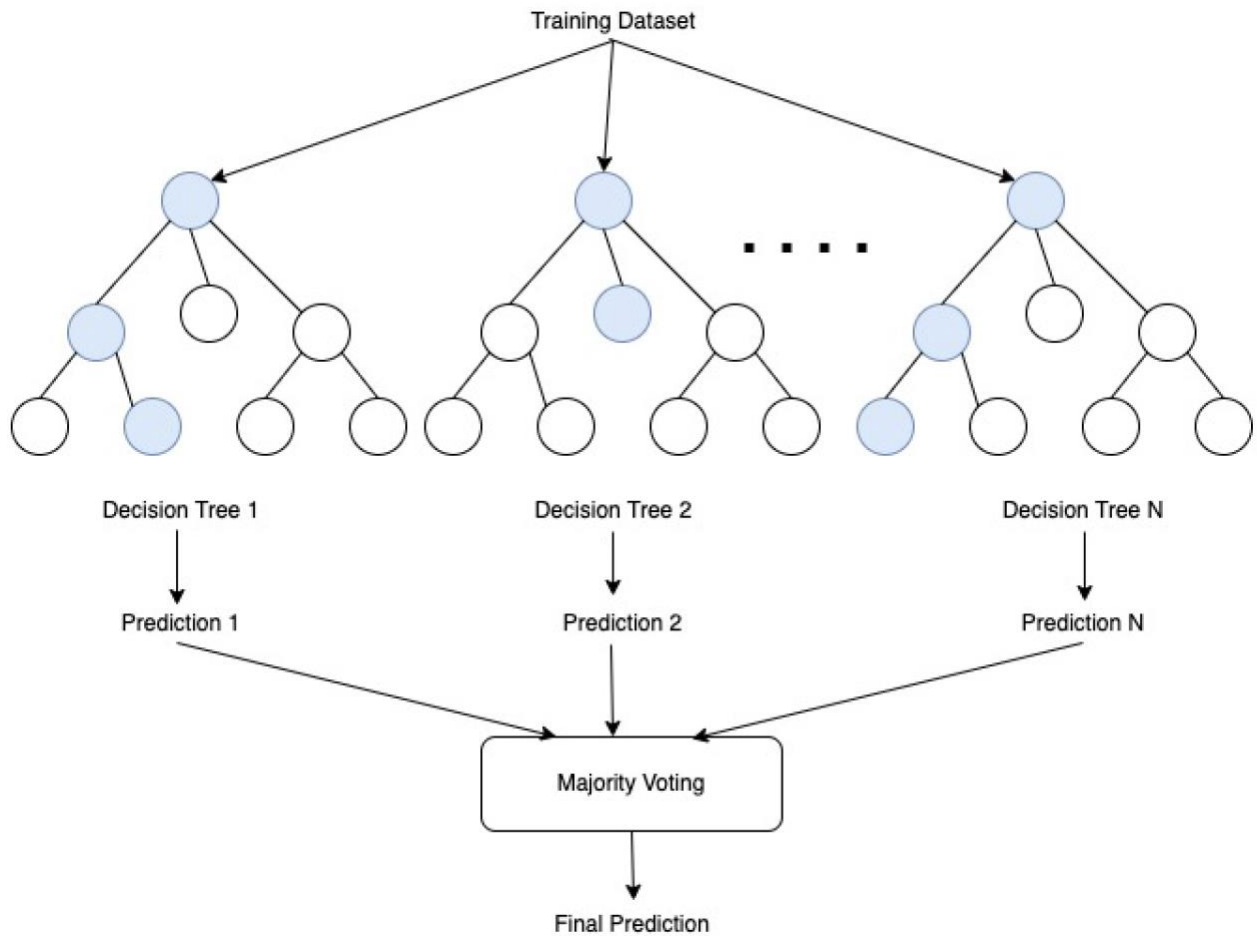 Training Dataset
Decision Tree 1
Decision Tree 2
Decision Tree N
Prediction 1
Prediction 2
Prediction N
Majority Voting
Final Prediction